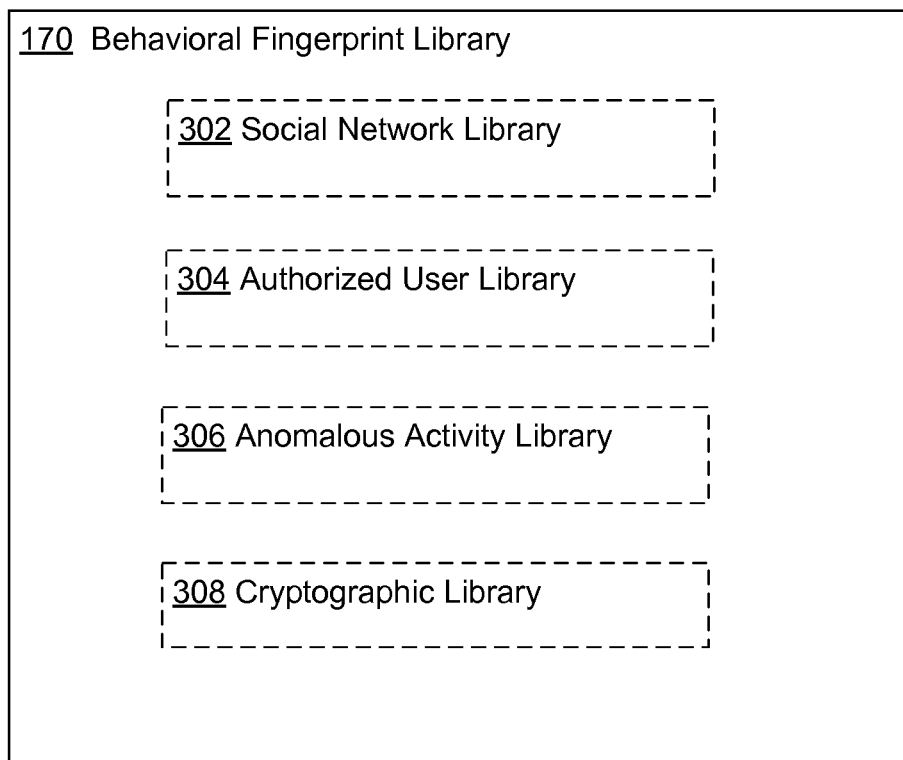 170 Behavioral Fingerprint Library
302 Social Network Library
304 Authorized User Library
306 Anomalous Activity Library
308 Cryptographic Library